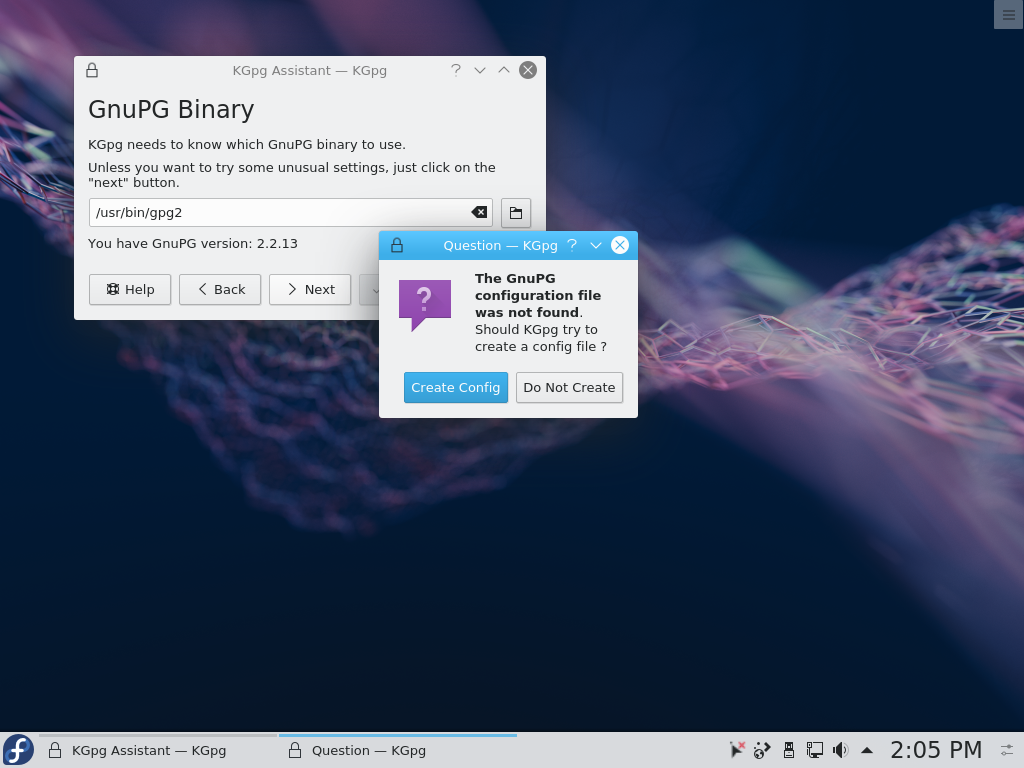 KGpg Assistant — KGpg
GnuPG Binary
KGpg needs to know which GnuPG binary to use.
Unless you want to try some unusual settings, just click on the
"next" button.
/usr/bin/gpg2
You have GnuPG version: 2.2.13
Help
Back
Next
Question — KGpg
The GnuPG
configuration file
was not found.
Should KGpg try to
create a config file ?
Create Config
Do Not Create
KGpg Assistant — KGpg
Question — KGpg
2:05 PM